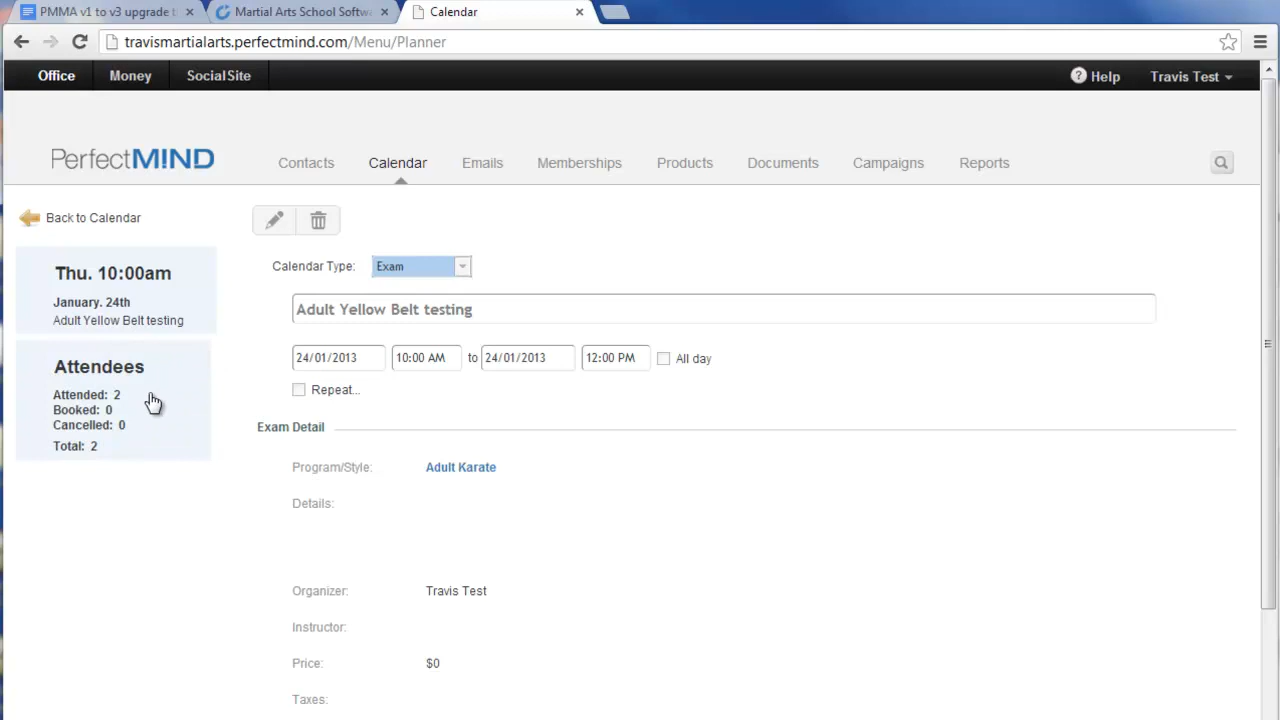 PMMA v1 to v3 upgrade
Martial Arts School Softw
Calendar
travismartialarts.perfectmind.com/Menu/Planner
Office Money Social Site Help Travis Test
PerfectMIND Contacts Calendar Emails Memberships Products Documents Campaigns Reports
Back to Calendar
Thu. 10:00am
January. 24th
Adult Yellow Belt testing
Attendees
Attended: 2
Booked: 0
Cancelled: 0
Total: 2
Calendar Type: Exam
Adult Yellow Belt testing
24/01/2013 10:00 AM to 24/01/2013 12:00 PM All day
Repeat...
Exam Detail
Program/Style: Adult Karate
Details:
Organizer: Travis Test
Instructor:
Price: $0
Taxes: